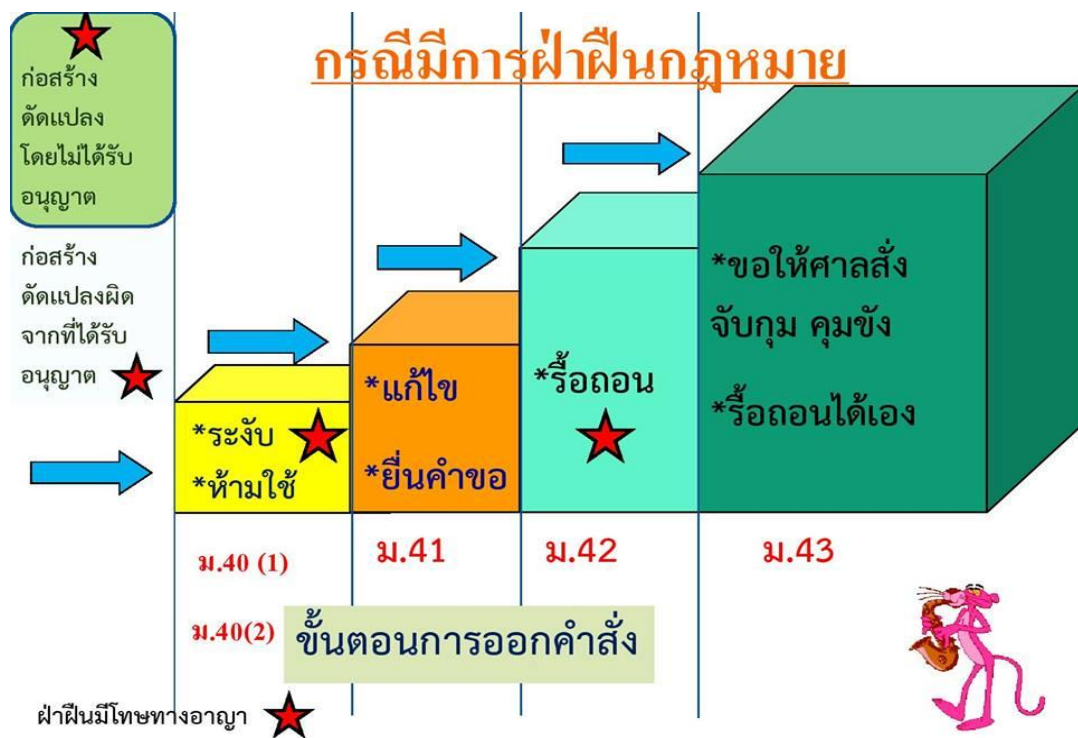 กรณีมีการฝ่าฝืนกฎหมาย
ก่อสร้าง
ดัดแปลง
โดยไม่ได้รับ
อนุญาต
ก่อสร้าง
ดัดแปลงผิด
จากที่ได้รับ
อนุญาต
*ระงับ
*ห้ามใช้
*แก้ไข
*ยื่นคำขอ
*รื้อถอน
*ขอให้ศาลสั่ง
จับกุม คุมขัง
*รื้อถอนได้เอง
ม.40 (1)
ม.40(2)
ม.41
ม.42
ม.43
ขั้นตอนการออกคำสั่ง
ฝ่าฝืนมีโทษทางอาญา